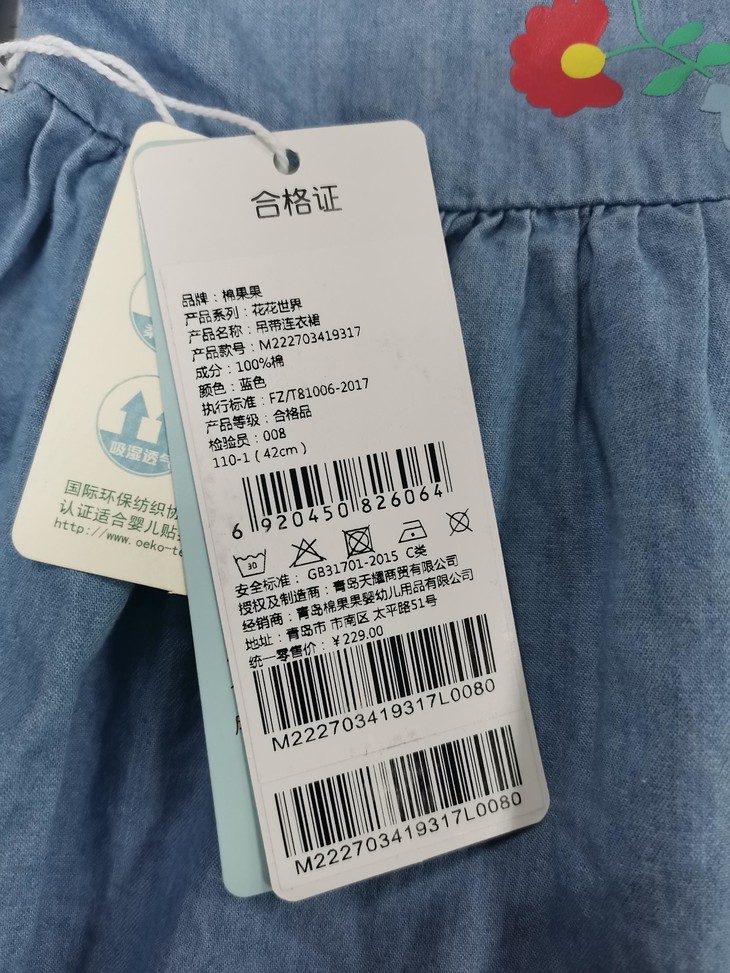 合格证
品牌：棉果果
产品系列：花花世界
产品名称：吊带连衣裙
产品款号：M222703419317
成分：100%棉
颜色：蓝色
执行标准：FZ/T81006-2017
产品等级：合格品
检验员：008
110-1（42cm）
6 920450 826064
30
安全标准： GB31701-2015 C类
授权及制造商：青岛天耀商贸有限公司
经销商：青岛棉果果婴幼儿用品有限公司
地址：青岛市 市南区 太平路51号
统一零售价：￥229.00
M222703419317L0080
M222703419317L0080
吸湿透气
国际环保纺织协
认证适合婴儿贴
http://www.oeko-te